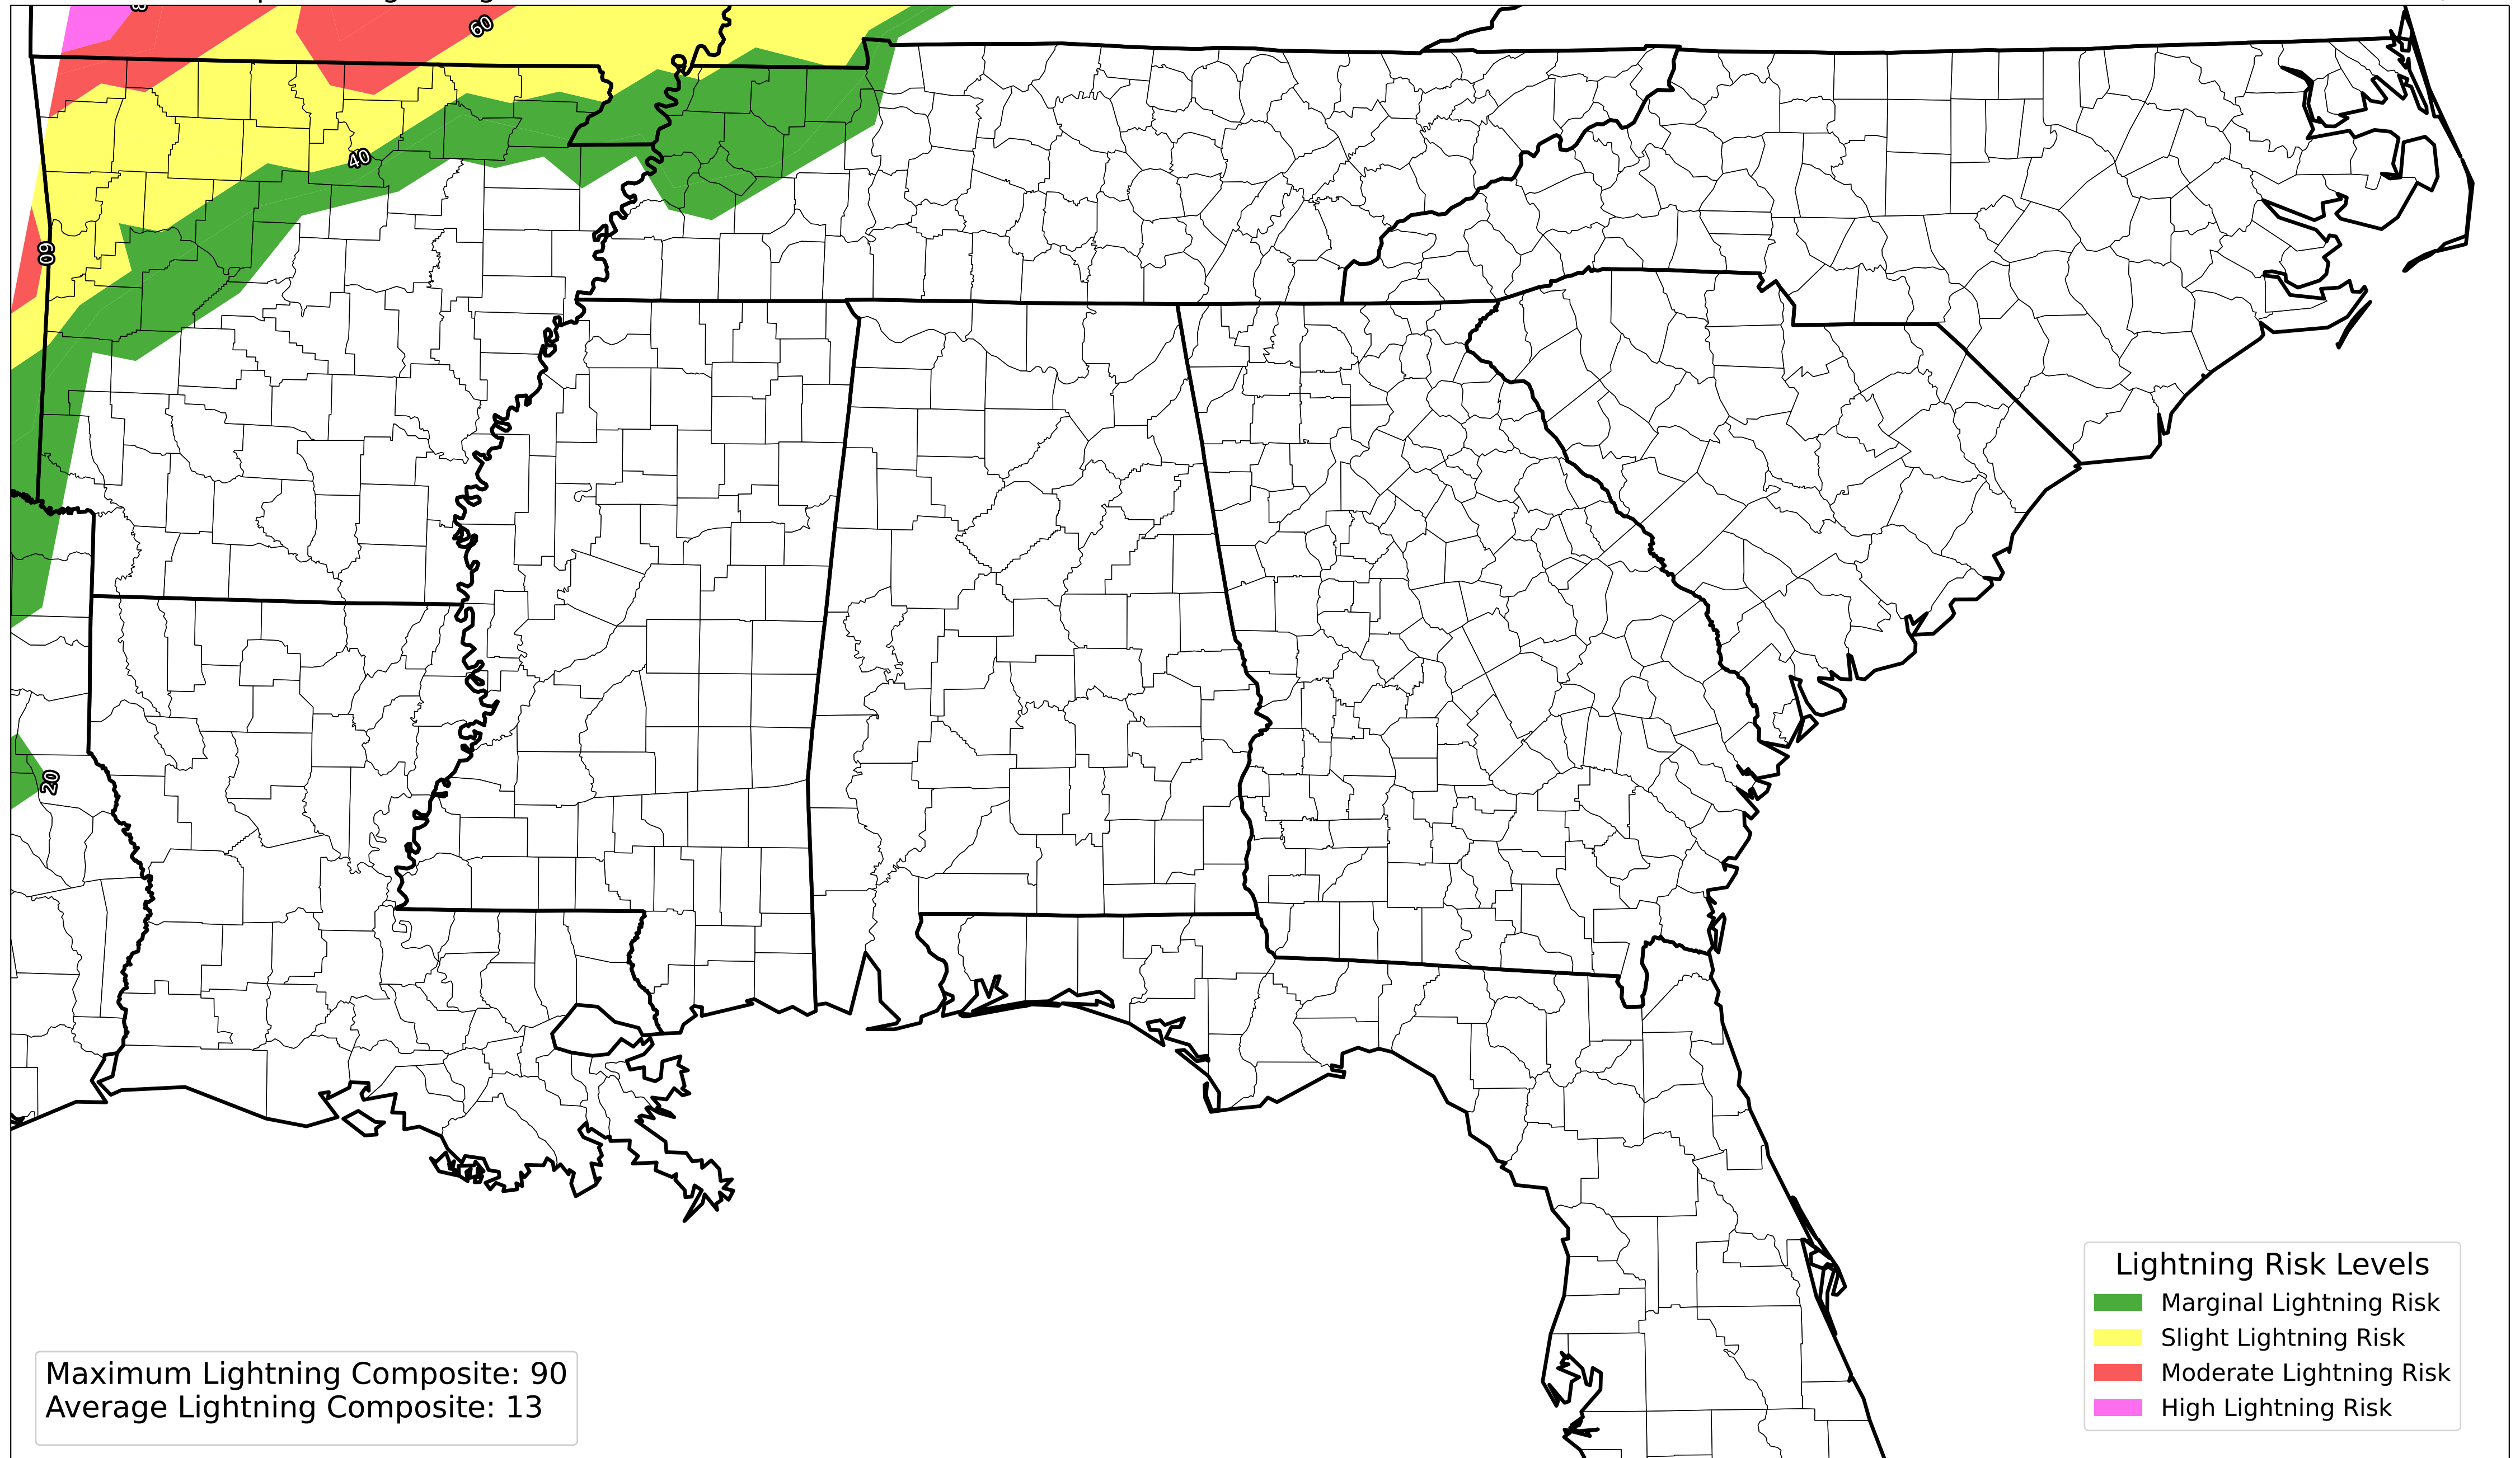 60
40
60
20
Lightning Risk Levels
Marginal Lightning Risk
Slight Lightning Risk
Moderate Lightning Risk
High Lightning Risk
Maximum Lightning Composite: 90
Average Lightning Composite: 13